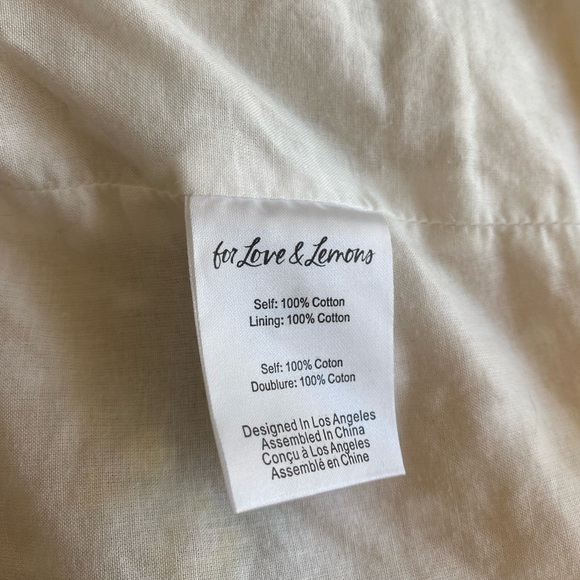 for Love & Lemons
Self: 100% Cotton
Lining: 100% Cotton
Self: 100% Coton
Doublure: 100% Coton
Designed In Los Angeles
Assembled In China
Conçu à Los Angeles
Assemblé en Chine